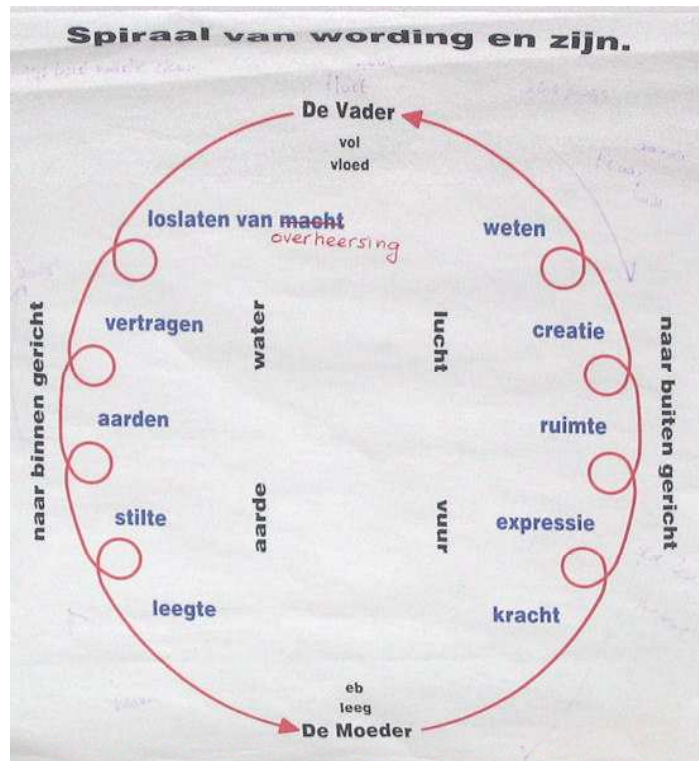 Spiraal van wording en zijn.
De Vader
vol
vloed
loslaten van macht
overheersing
weten
vertragen
water
lucht
creatie
naar binnen gericht
naar buiten gericht
aarden
ruimte
stilte
aarde
vuur
expressie
leegte
kracht
eb
leeg
De Moeder